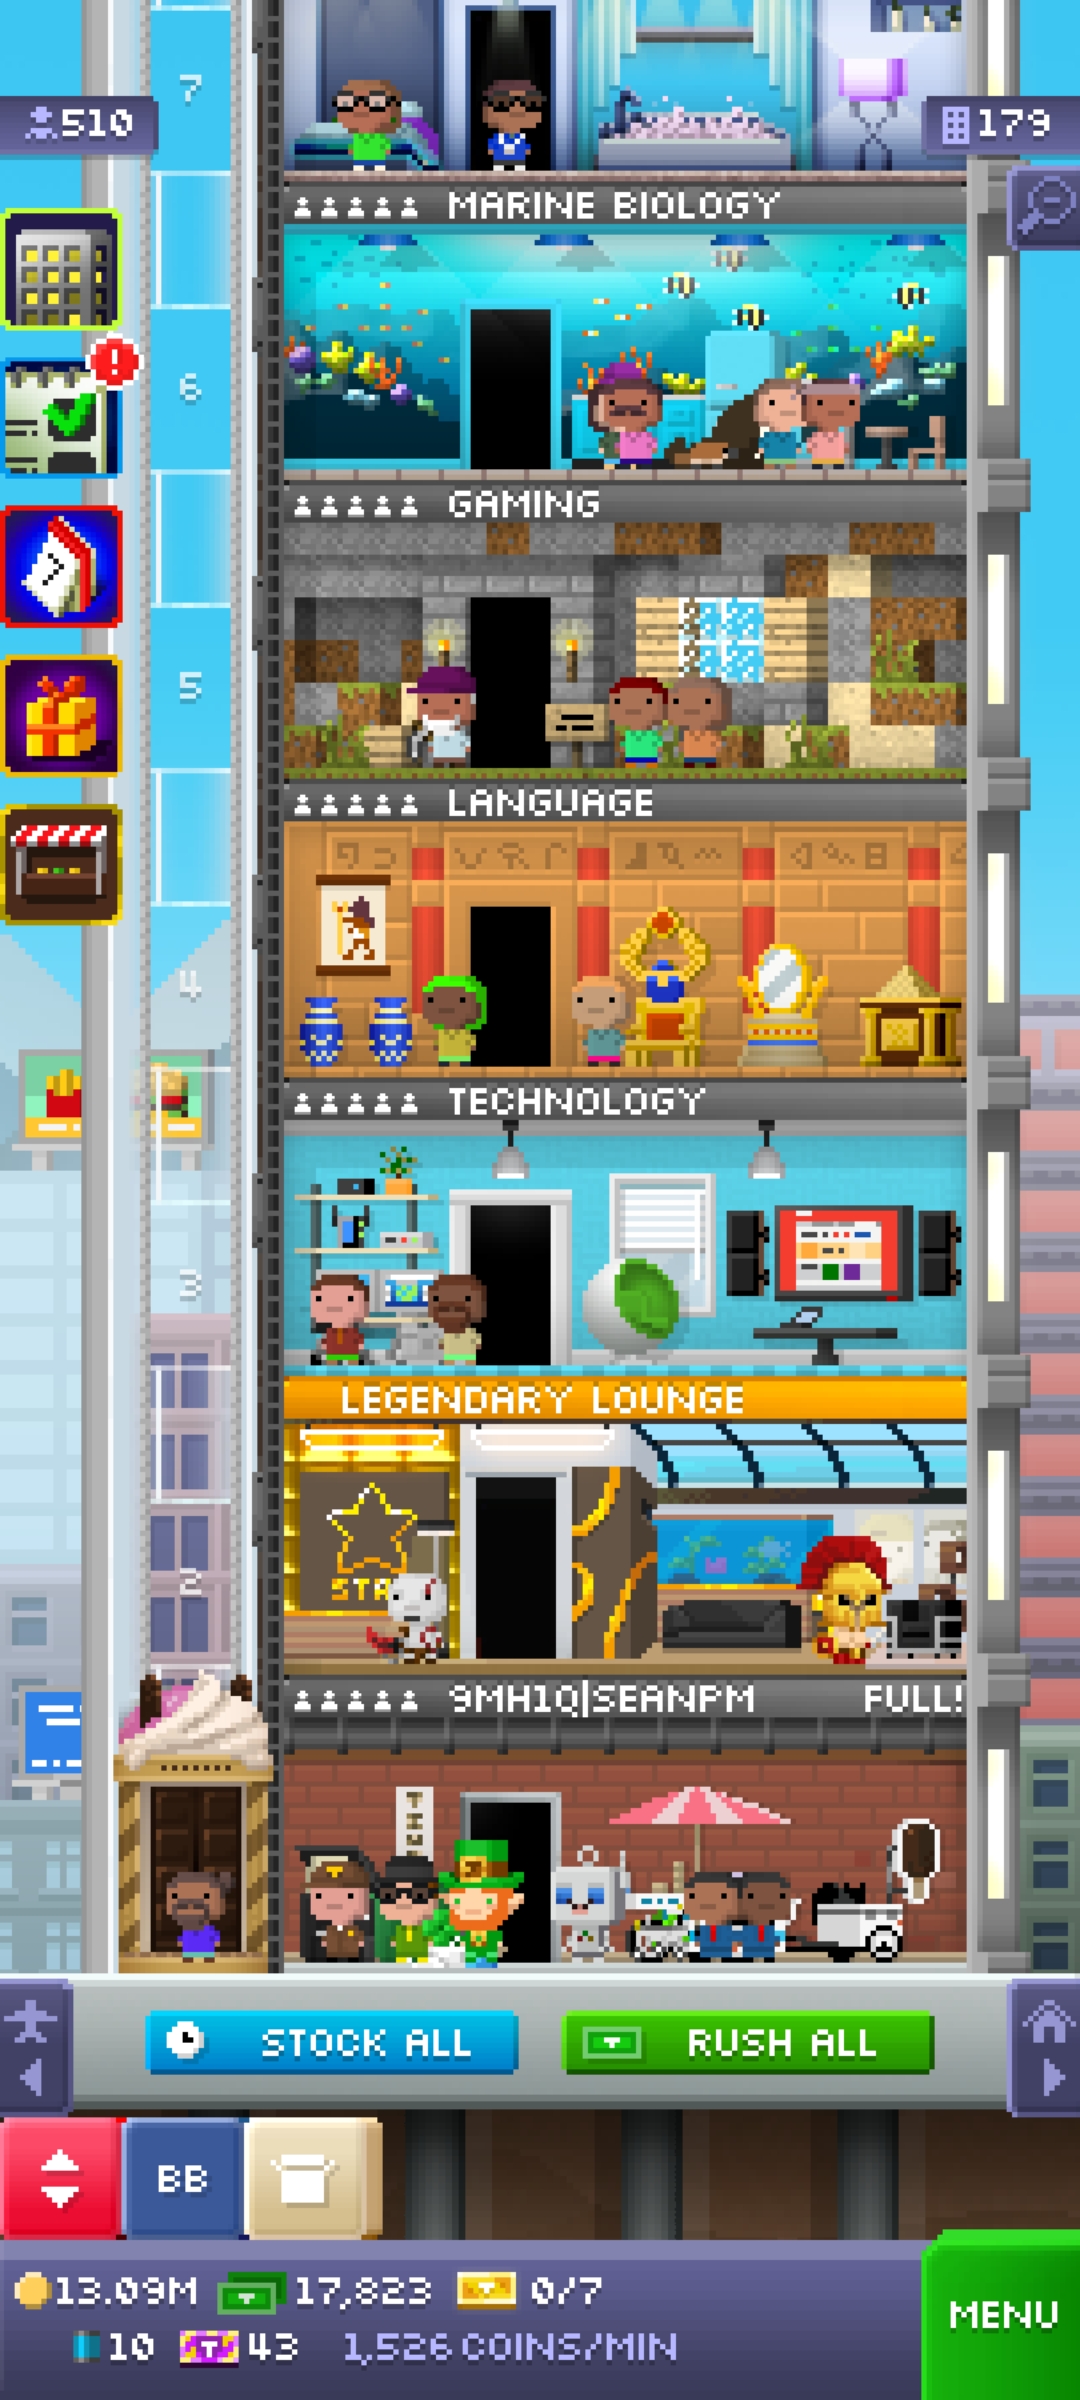 7
510
179
MARINE BIOLOGY
6
GAMING
5
LANGUAGE
4
TECHNOLOGY
3
LEGENDARY LOUNGE
2
9MH1Q|SEANPM FULL!
STOCK ALL
RUSH ALL
BB
13.09M 17,823 0/7
10 43 1,526 COINS/MIN
MENU